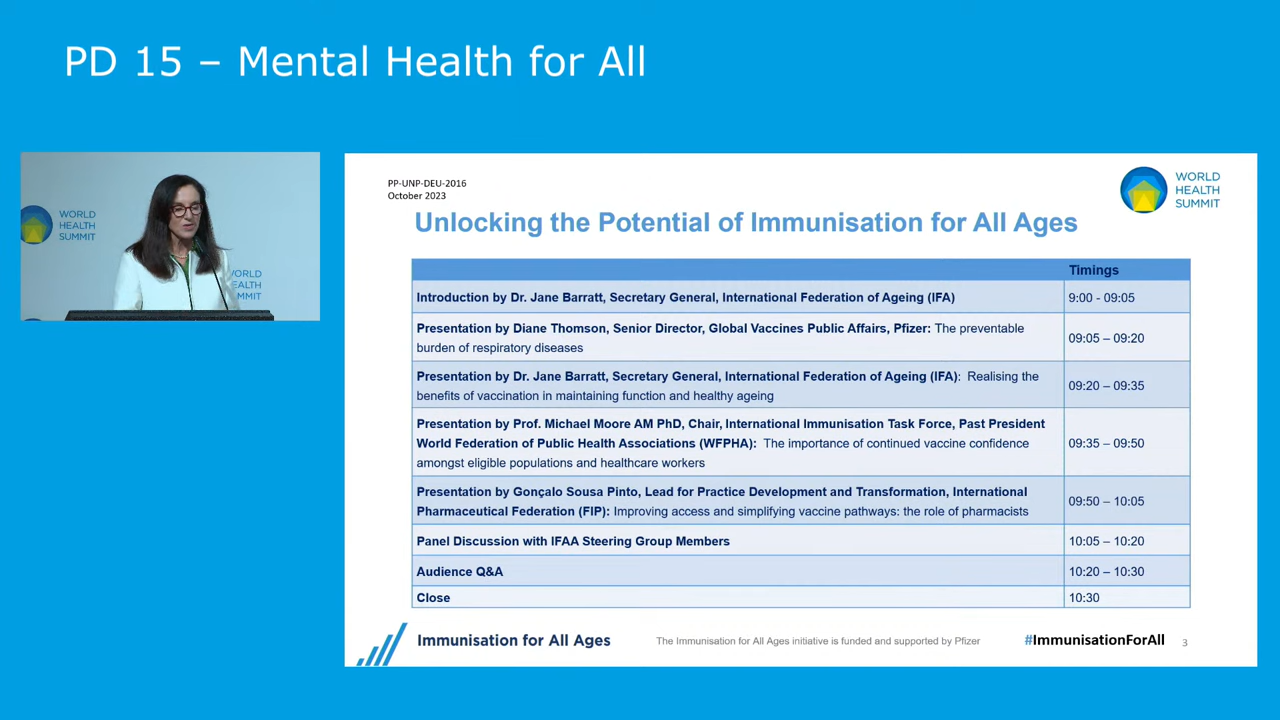 PD 15 – Mental Health for All
WORLD
HEALTH
SUMMIT
ORLD
EALTH
MMIT
PP-UNP-DEU-2016
October 2023
WORLD
HEALTH
SUMMIT
Unlocking the Potential of Immunisation for All Ages
Timings
Introduction by Dr. Jane Barratt, Secretary General, International Federation of Ageing (IFA)
9:00 - 09:05
Presentation by Diane Thomson, Senior Director, Global Vaccines Public Affairs, Pfizer: The preventable
burden of respiratory diseases
09:05 – 09:20
Presentation by Dr. Jane Barratt, Secretary General, International Federation of Ageing (IFA): Realising the
benefits of vaccination in maintaining function and healthy ageing
09:20 – 09:35
Presentation by Prof. Michael Moore AM PhD, Chair, International Immunisation Task Force, Past President
World Federation of Public Health Associations (WFPHA): The importance of continued vaccine confidence
amongst eligible populations and healthcare workers
09:35 – 09:50
Presentation by Gonçalo Sousa Pinto, Lead for Practice Development and Transformation, International
Pharmaceutical Federation (FIP): Improving access and simplifying vaccine pathways: the role of pharmacists
09:50 – 10:05
Panel Discussion with IFAA Steering Group Members
10:05 – 10:20
Audience Q&A
10:20 – 10:30
Close
10:30
Immunisation for All Ages
The Immunisation for All Ages initiative is funded and supported by Pfizer
#ImmunisationForAll
3